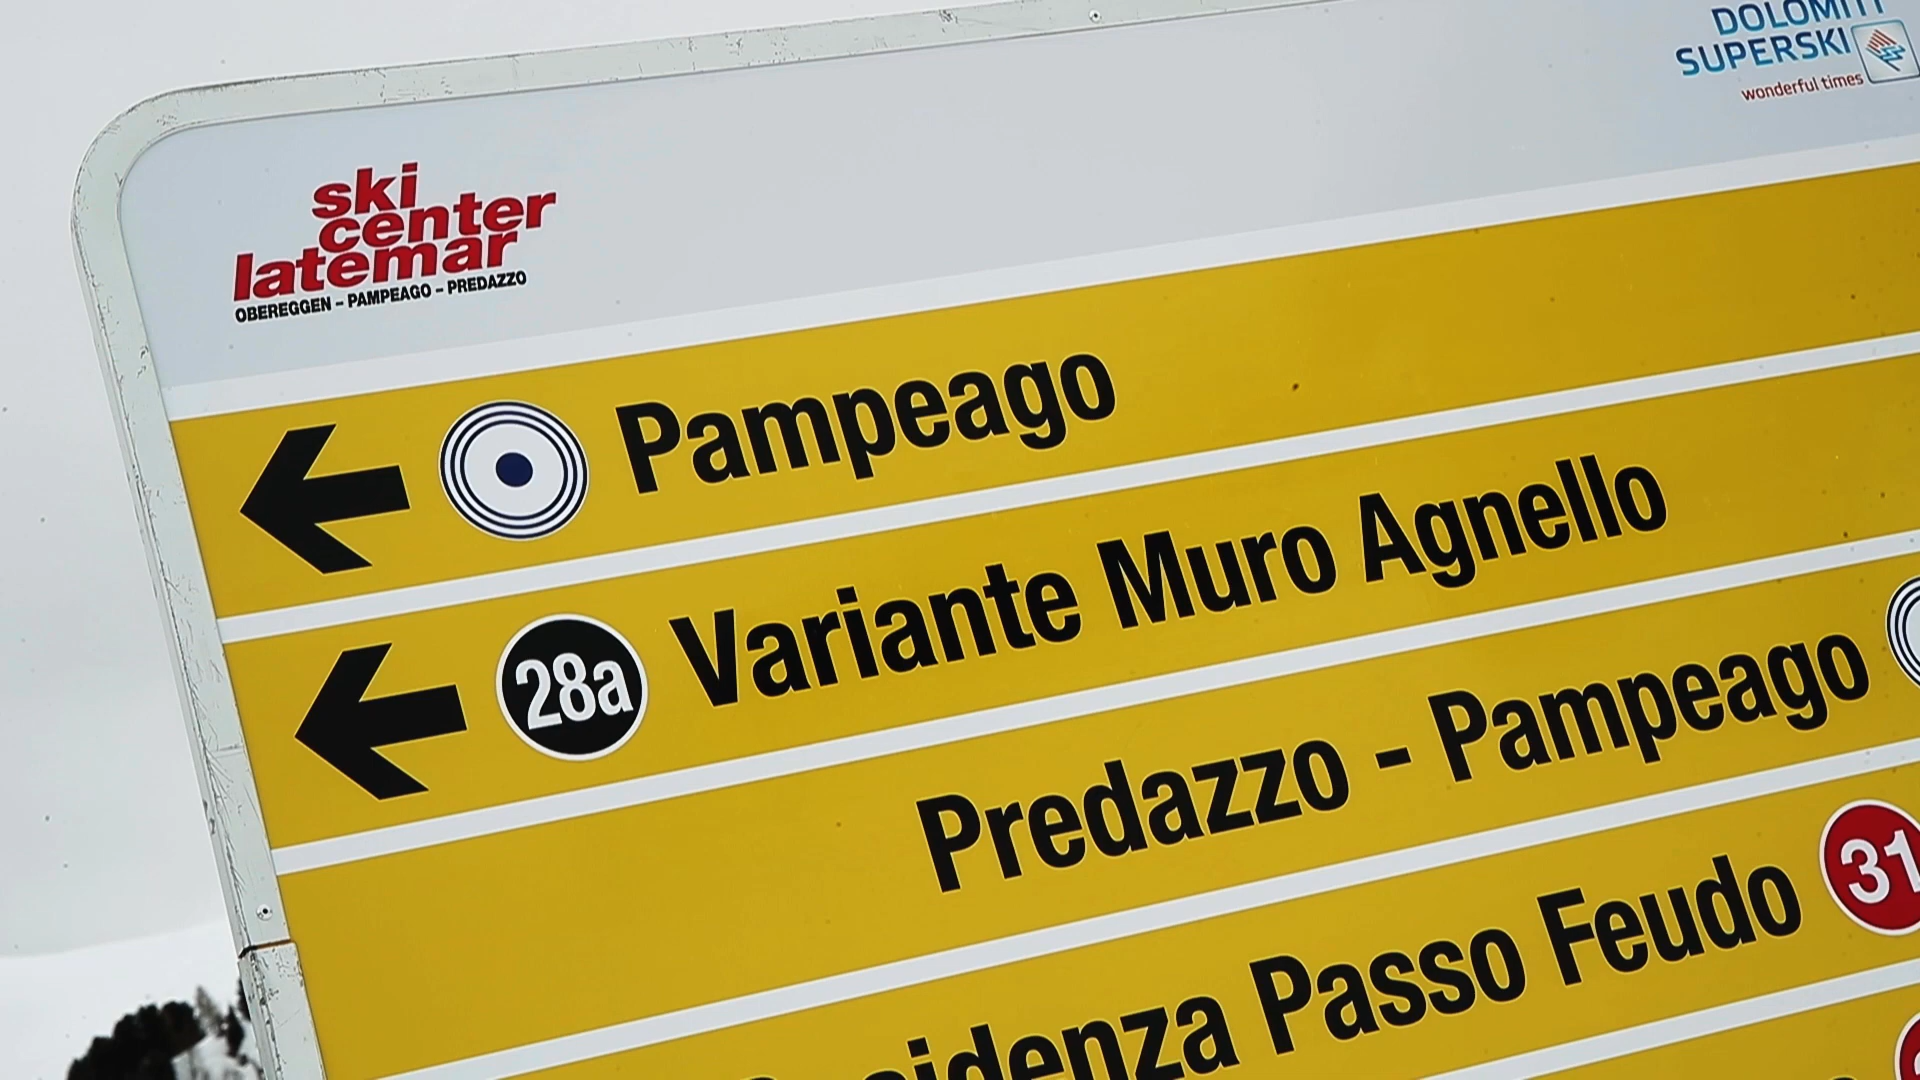 DOLOMITI
SUPERSKI
wonderful times
ski
center
latemar
OBEREGGEN - PAMPEAGO - PREDAZZO
Pampeago
28a Variante Muro Agnello
Predazzo - Pampeago
Passo Feudo 31